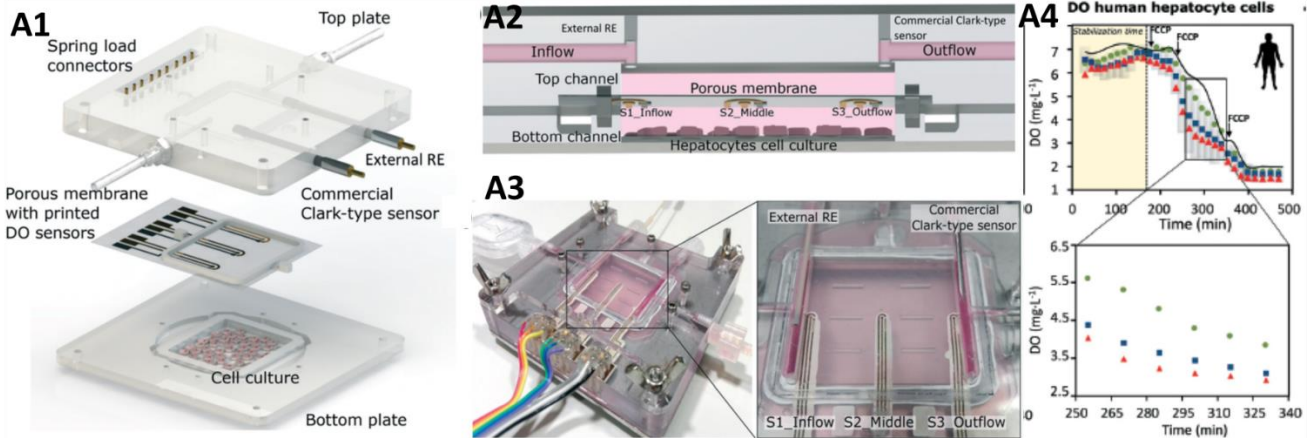 A1
Top plate
Spring load
connectors
External RE
Porous membrane
with printed
DO sensors
Commercial
Clark-type sensor
Cell culture
Bottom plate
A2
External RE
Commercial Clark-type
sensor
Inflow
Outflow
Top channel
Porous membrane
S1_Inflow
S2_Middle
S3_Outflow
Bottom channel
Hepatocytes cell culture
A3
External RE
Commercial
Clark-type sensor
S1_Inflow
S2_Middle
S3_Outflow
A4
DO human hepatocyte cells
Stabilization time
FCCP
FCCP
FCCP
DO (mg·L⁻¹)
7
6
5
4
3
2
1
0 100 200 300 400 500
Time (min)
DO (mg·L⁻¹)
6.5
5.5
4.5
3.5
2.5
250 265 280 295 310 325 340
Time (min)
0
0